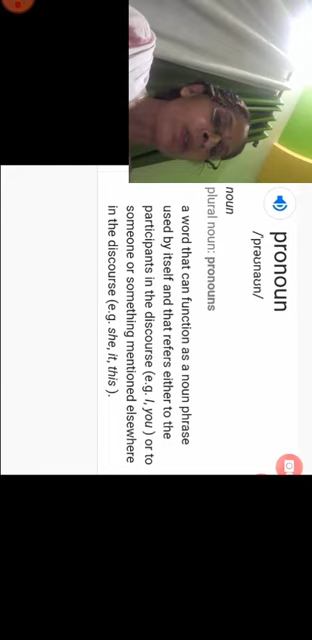 pronoun
/ˈprəʊnaʊn/
noun
plural noun: pronouns
a word that can function as a noun phrase
used by itself and that refers either to the
participants in the discourse (e.g. I, you ) or to
someone or something mentioned elsewhere
in the discourse (e.g. she, it, this ).